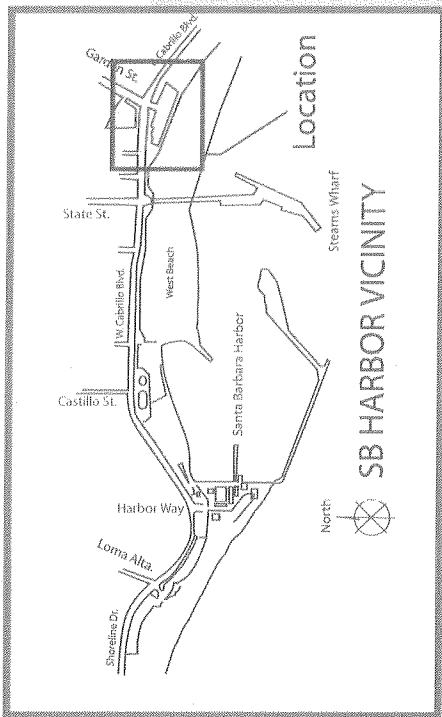 Garden St.
Cabrillo Blvd.
Location
State St.
Stearns Wharf
W. Cabrillo Blvd.
West Beach
Castillo St.
Santa Barbara Harbor
Harbor Way
Loma Alta.
Shoreline Dr.
North
SB HARBOR VICINITY